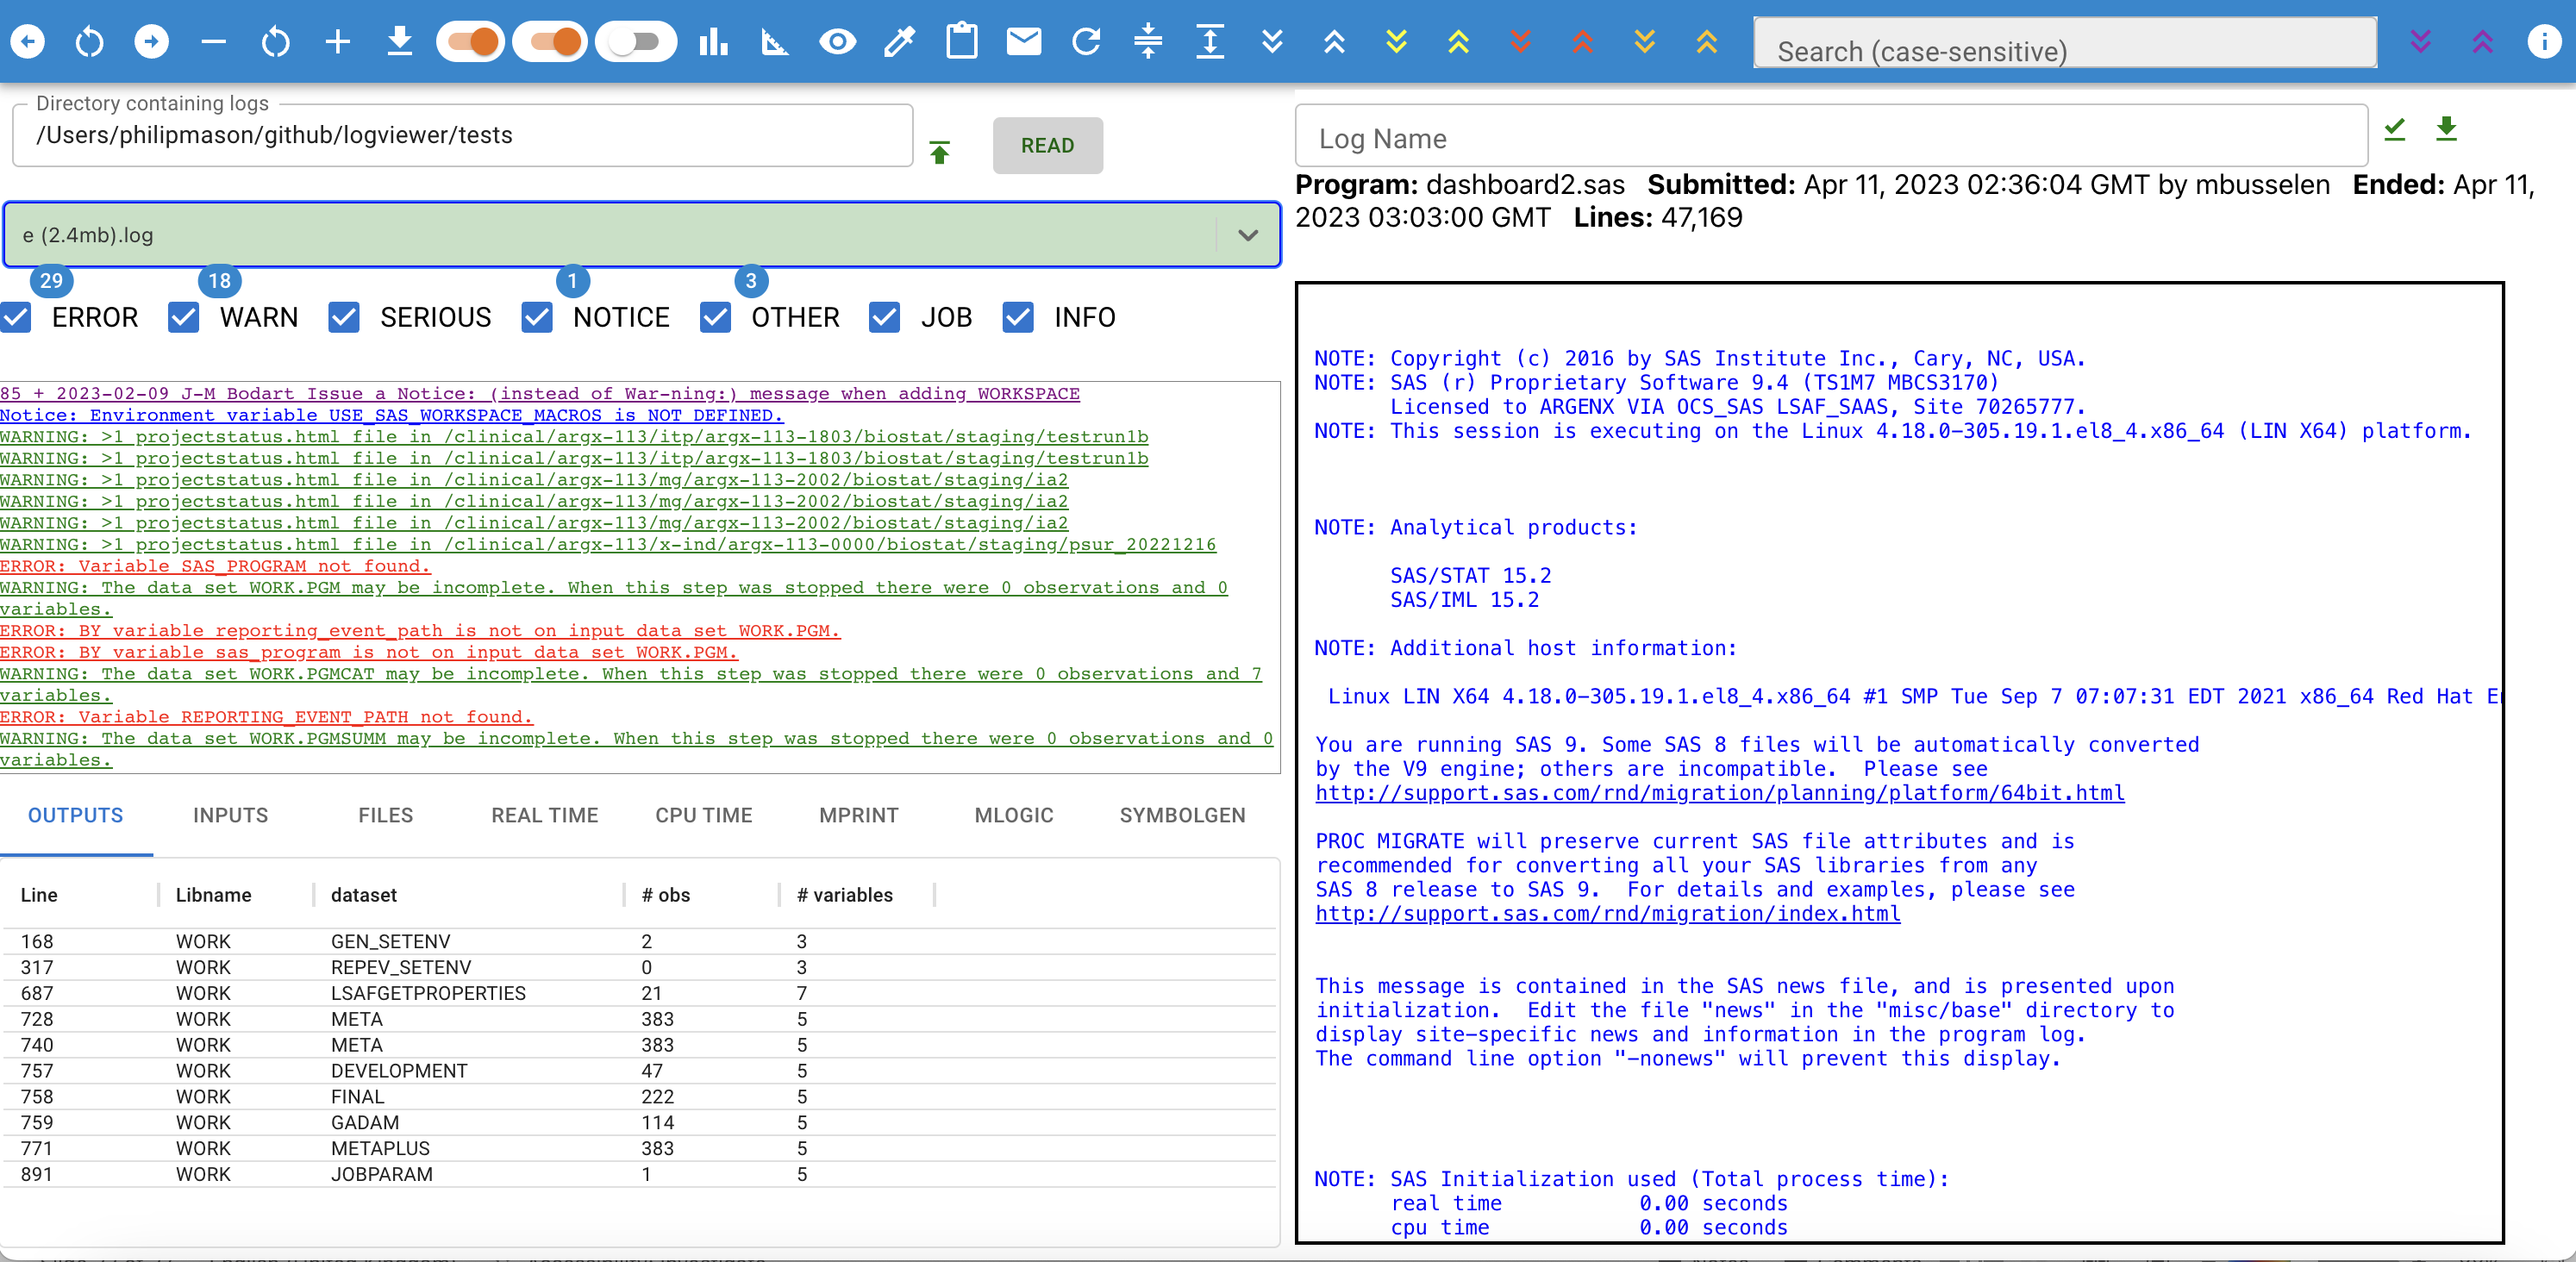 Search (case-sensitive)
Directory containing logs
/Users/philipmason/github/logviewer/tests
READ
e (2.4mb).log
29 18 1 3
ERROR WARN SERIOUS NOTICE OTHER JOB INFO
85 + 2023-02-09 J-M Bodart Issue a Notice: (instead of War-ning:) message when adding WORKSPACE
Notice: Environment variable USE_SAS_WORKSPACE_MACROS is NOT DEFINED.
WARNING: >1 projectstatus.html file in /clinical/argx-113/itp/argx-113-1803/biostat/staging/testrun1b
WARNING: >1 projectstatus.html file in /clinical/argx-113/itp/argx-113-1803/biostat/staging/testrun1b
WARNING: >1 projectstatus.html file in /clinical/argx-113/mg/argx-113-2002/biostat/staging/ia2
WARNING: >1 projectstatus.html file in /clinical/argx-113/mg/argx-113-2002/biostat/staging/ia2
WARNING: >1 projectstatus.html file in /clinical/argx-113/mg/argx-113-2002/biostat/staging/ia2
WARNING: >1 projectstatus.html file in /clinical/argx-113/x-ind/argx-113-0000/biostat/staging/psur_20221216
ERROR: Variable SAS_PROGRAM not found.
WARNING: The data set WORK.PGM may be incomplete. When this step was stopped there were 0 observations and 0
variables.
ERROR: BY variable reporting_event_path is not on input data set WORK.PGM.
ERROR: BY variable sas_program is not on input data set WORK.PGM.
WARNING: The data set WORK.PGMCAT may be incomplete. When this step was stopped there were 0 observations and 7
variables.
ERROR: Variable REPORTING_EVENT_PATH not found.
WARNING: The data set WORK.PGMSUMM may be incomplete. When this step was stopped there were 0 observations and 0
variables.
OUTPUTS INPUTS FILES REAL TIME CPU TIME MPRINT MLOGIC SYMBOLGEN
Line Libname dataset # obs # variables
168 WORK GEN_SETENV 2 3
317 WORK REPEV_SETENV 0 3
687 WORK LSAFGETPROPERTIES 21 7
728 WORK META 383 5
740 WORK META 383 5
757 WORK DEVELOPMENT 47 5
758 WORK FINAL 222 5
759 WORK GADAM 114 5
771 WORK METAPLUS 383 5
891 WORK JOBPARAM 1 5
Log Name
Program: dashboard2.sas Submitted: Apr 11, 2023 02:36:04 GMT by mbusselen Ended: Apr 11,
2023 03:03:00 GMT Lines: 47,169
NOTE: Copyright (c) 2016 by SAS Institute Inc., Cary, NC, USA.
NOTE: SAS (r) Proprietary Software 9.4 (TS1M7 MBCS3170)
Licensed to ARGENX VIA OCS_SAS LSAF_SAAS, Site 70265777.
NOTE: This session is executing on the Linux 4.18.0-305.19.1.el8_4.x86_64 (LIN X64) platform.
NOTE: Analytical products:
SAS/STAT 15.2
SAS/IML 15.2
NOTE: Additional host information:
Linux LIN X64 4.18.0-305.19.1.el8_4.x86_64 #1 SMP Tue Sep 7 07:07:31 EDT 2021 x86_64 Red Hat
You are running SAS 9. Some SAS 8 files will be automatically converted
by the V9 engine; others are incompatible.  Please see
http://support.sas.com/rnd/migration/planning/platform/64bit.html
PROC MIGRATE will preserve current SAS file attributes and is
recommended for converting all your SAS libraries from any
SAS 8 release to SAS 9.  For details and examples, please see
http://support.sas.com/rnd/migration/index.html
This message is contained in the SAS news file, and is presented upon
initialization.  Edit the file "news" in the "misc/base" directory to
display site-specific news and information in the program log.
The command line option "-nonews" will prevent this display.
NOTE: SAS Initialization used (Total process time):
real time 0.00 seconds
cpu time 0.00 seconds